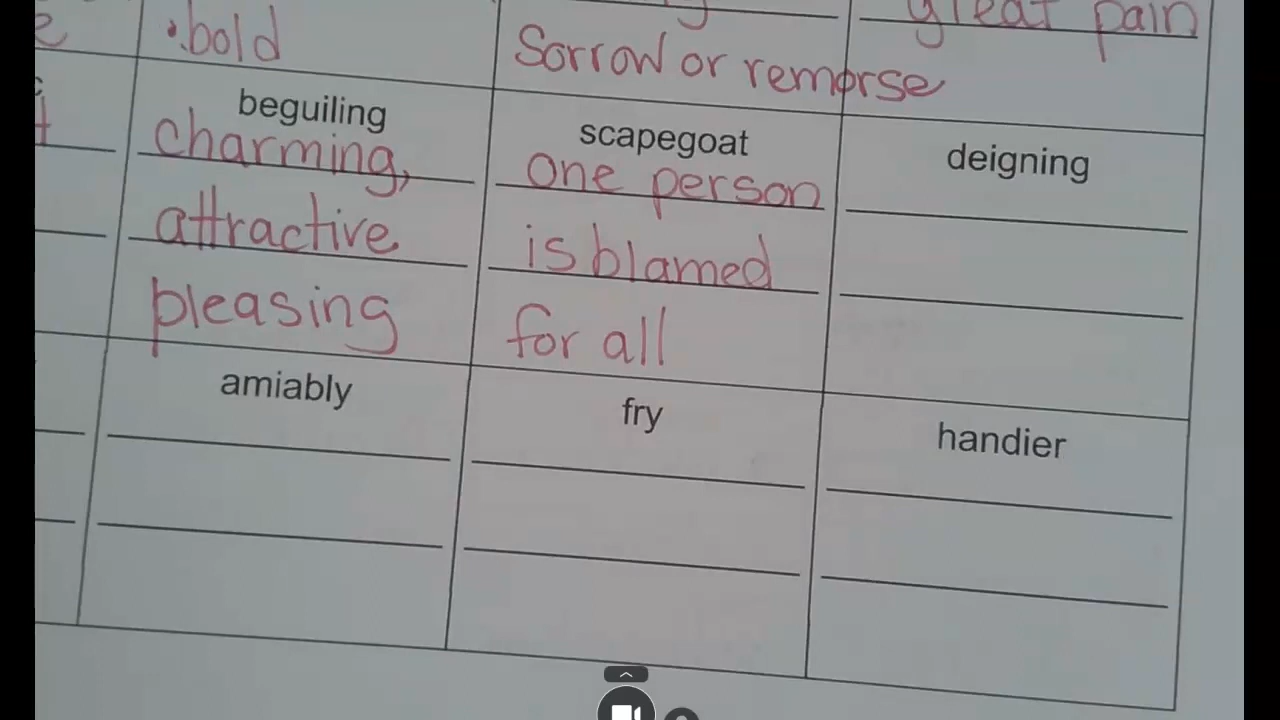 great pain
bold
Sorrow or remorse
beguiling
charming,
attractive
pleasing
scapegoat
one person
is blamed
for all
deigning
amiably
fry
handier